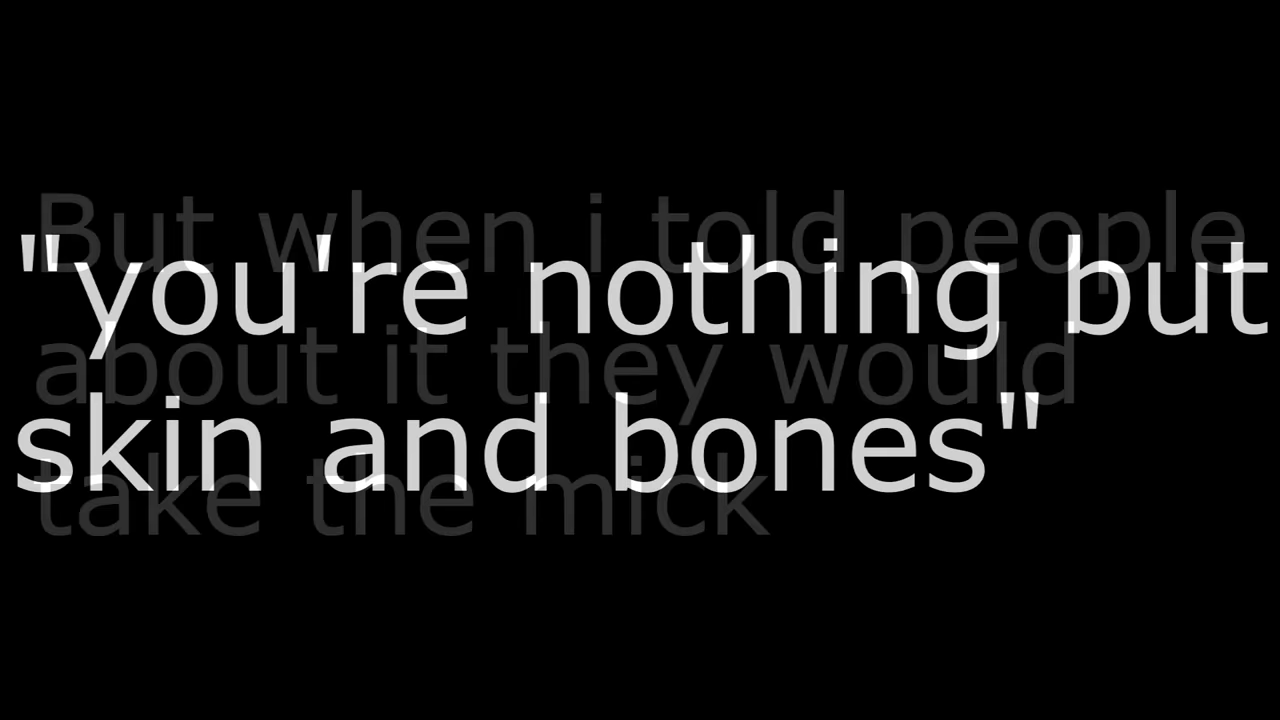 But when i told people
"you're nothing but
about it they would
skin and bones"
take the mick